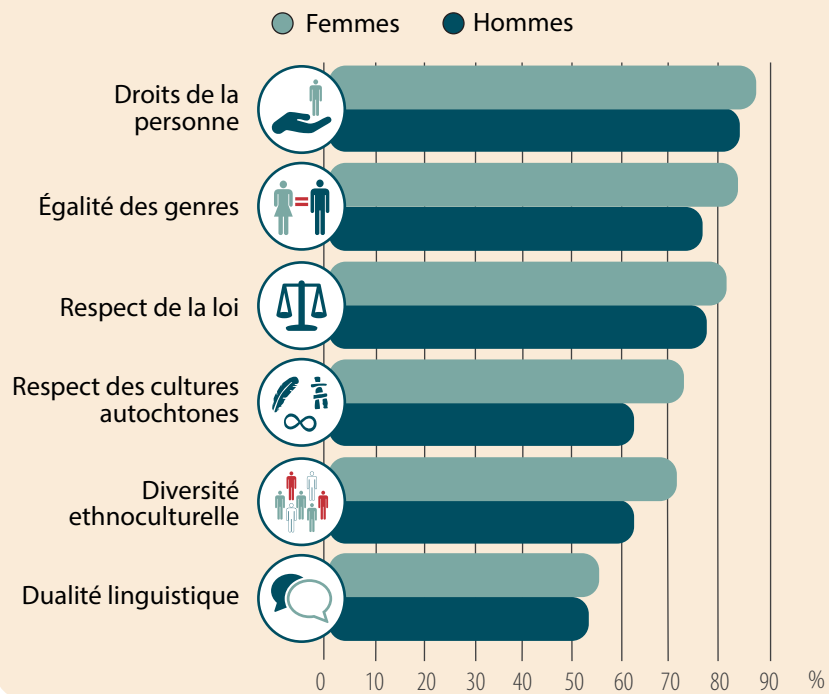 Femmes Hommes
Droits de la
personne
Égalité des genres
Respect de la loi
Respect des cultures
autochtones
Diversité
ethnoculturelle
Dualité linguistique
0 10 20 30 40 50 60 70 80 90 %